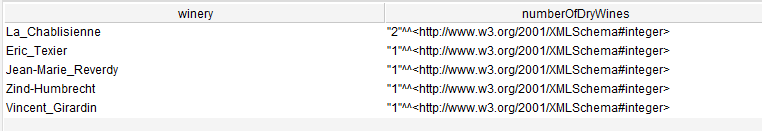 winery numberOfDryWines
La_Chablisienne "2"^^<http://www.w3.org/2001/XMLSchema#integer>
Eric_Texier "1"^^<http://www.w3.org/2001/XMLSchema#integer>
Jean-Marie_Reverdy "1"^^<http://www.w3.org/2001/XMLSchema#integer>
Zind-Humbrecht "1"^^<http://www.w3.org/2001/XMLSchema#integer>
Vincent_Girardin "1"^^<http://www.w3.org/2001/XMLSchema#integer>